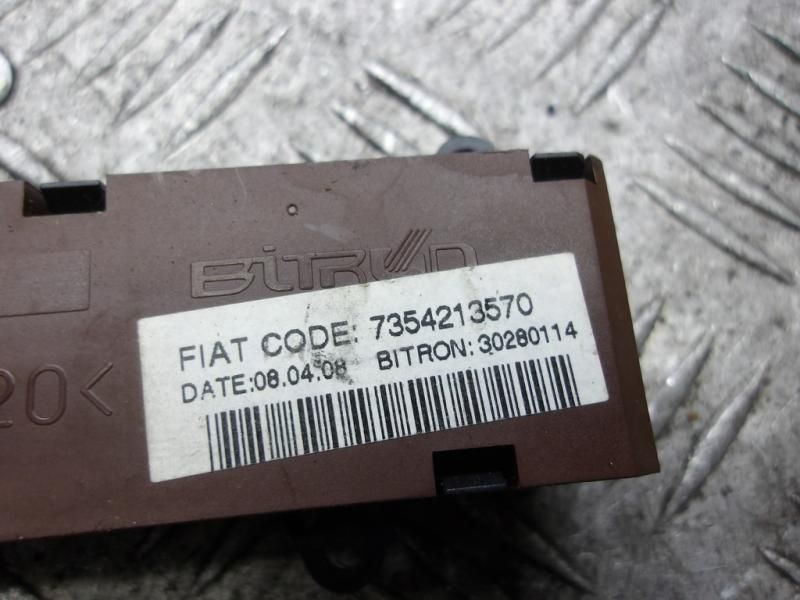 BITRON
FIAT CODE: 7354213570
DATE:08.04.08 BITRON: 30280114
20<